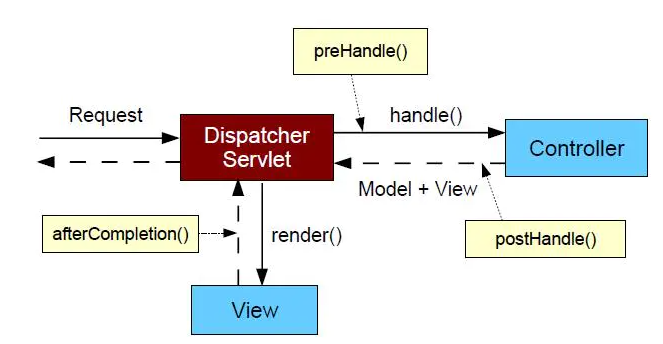 preHandle()
Request
handle()
Dispatcher
Servlet
Controller
Model + View
afterCompletion()
render()
postHandle()
View